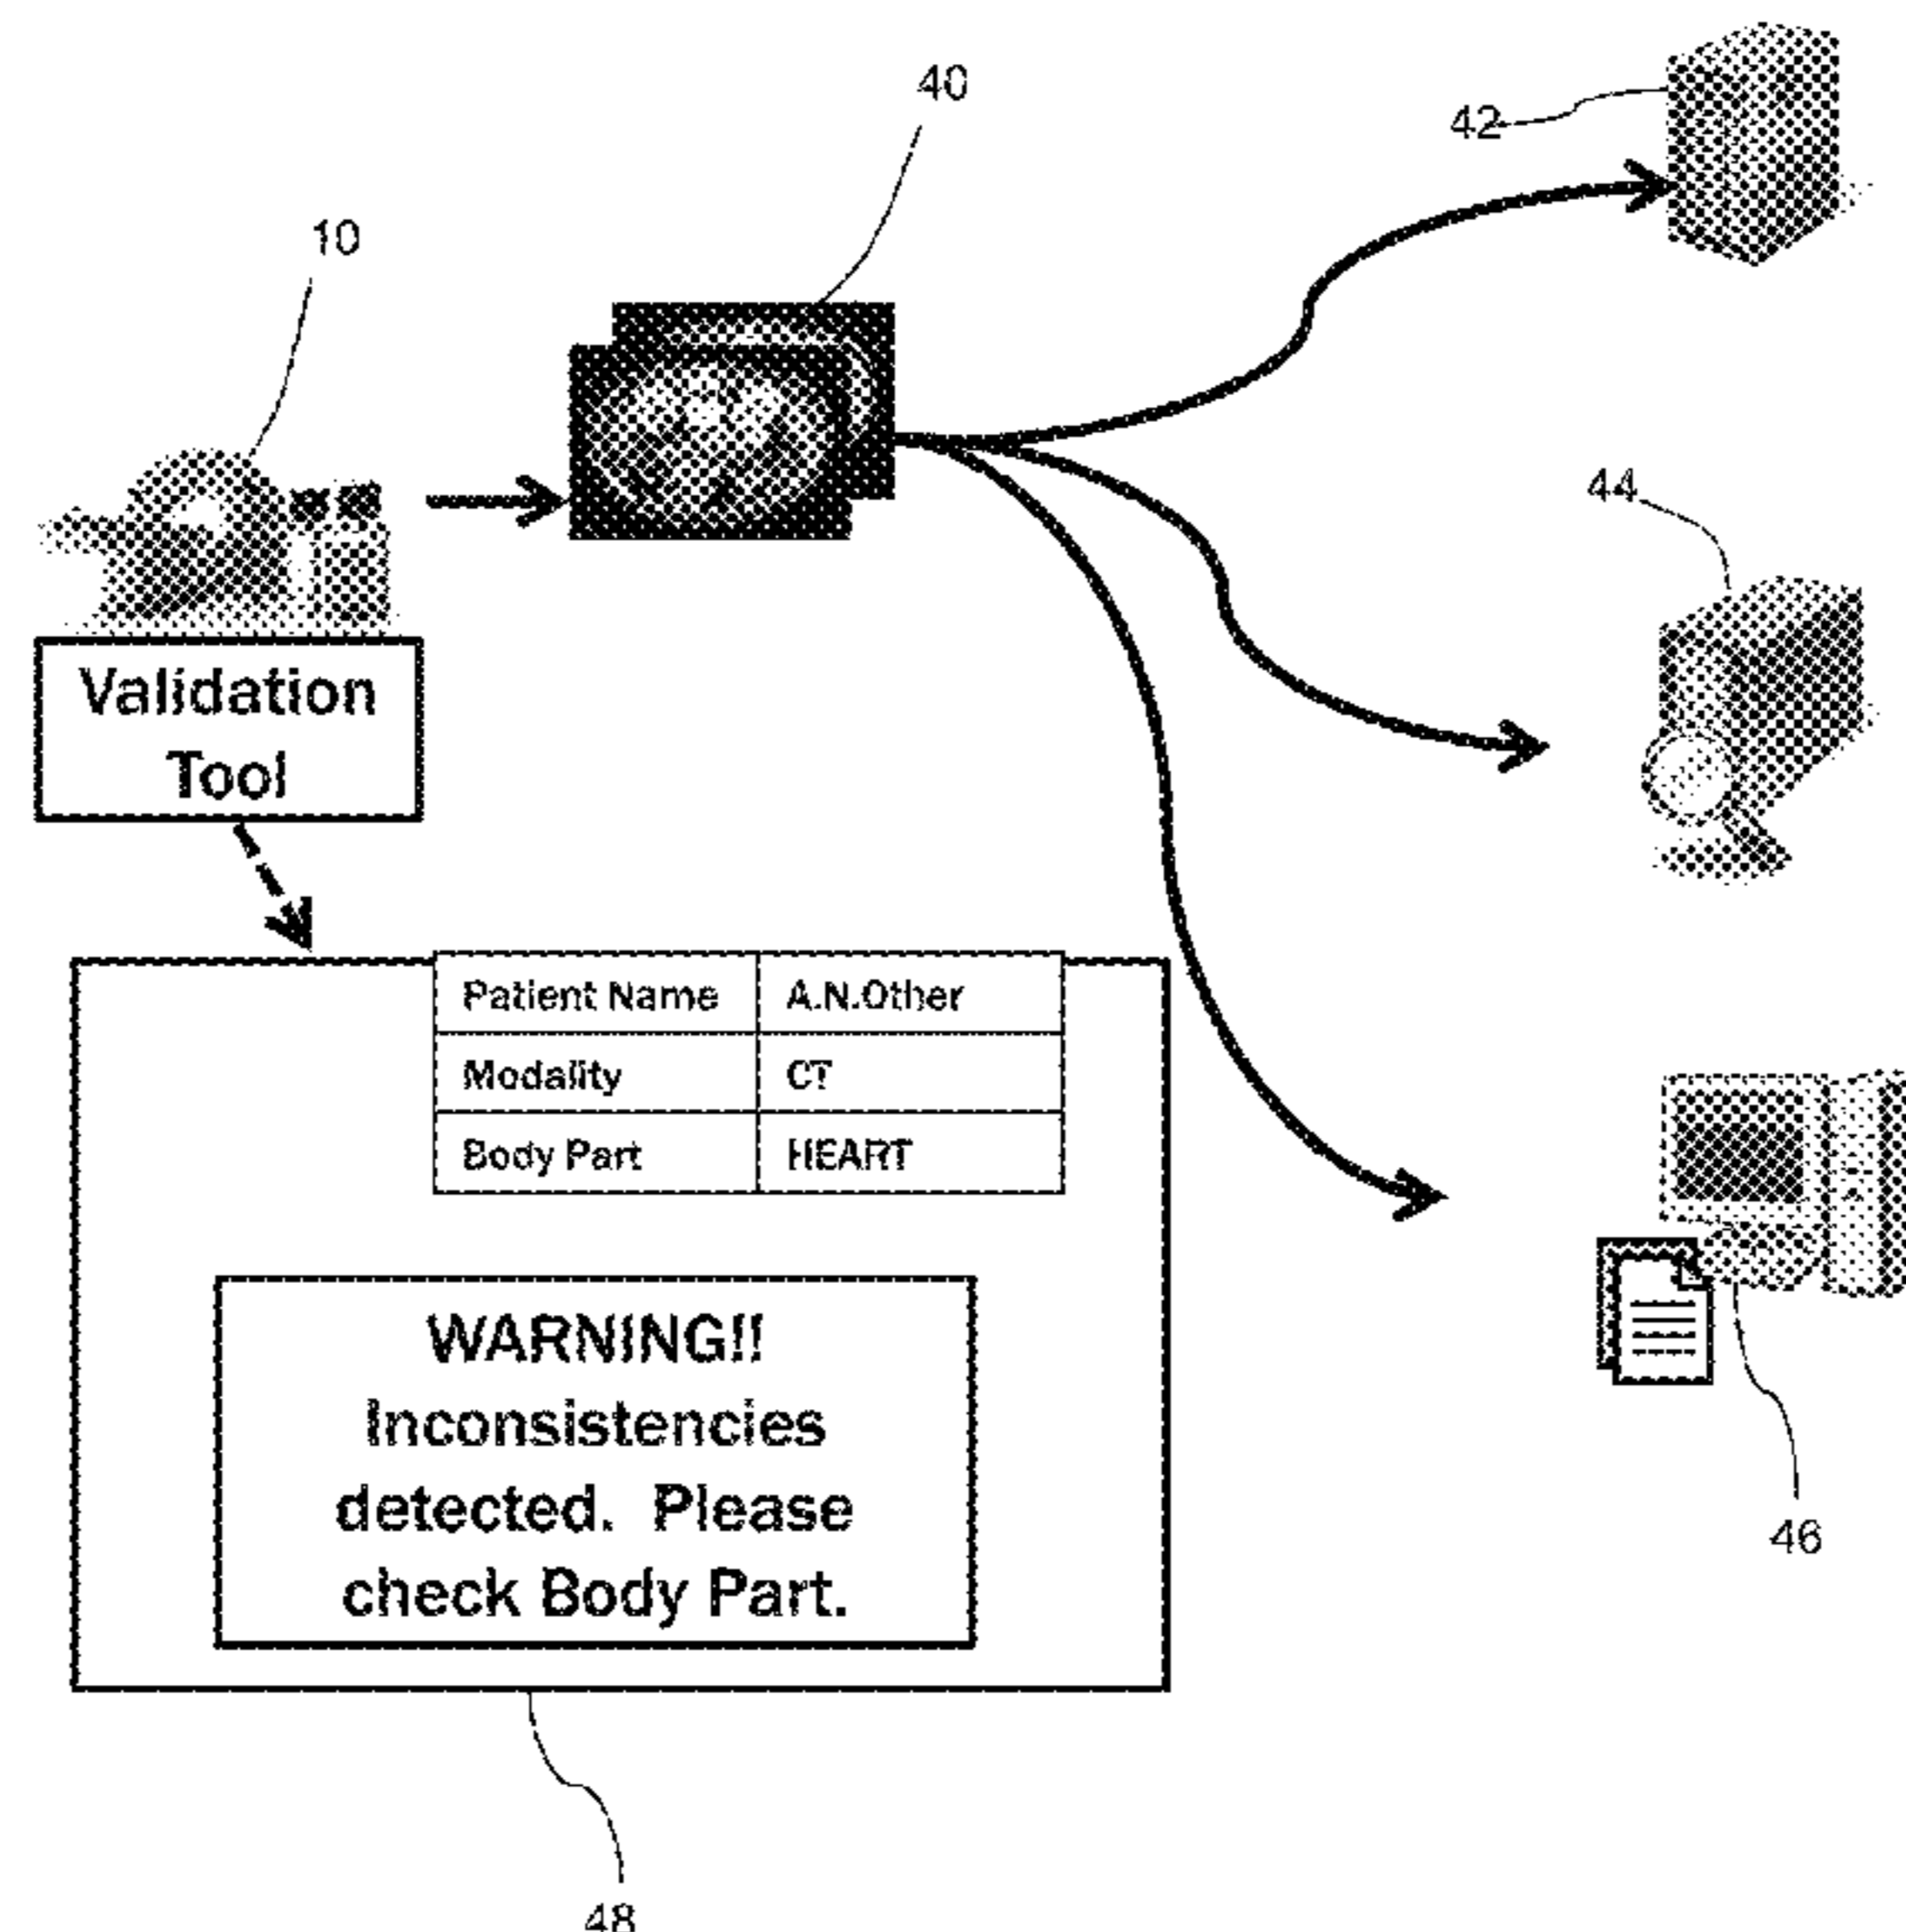 40
42
10
44
Validation
Tool
Patient Name A.N.Other
Modality CT
Body Part HEART
WARNING!!
Inconsistencies
detected. Please
check Body Part.
46
48